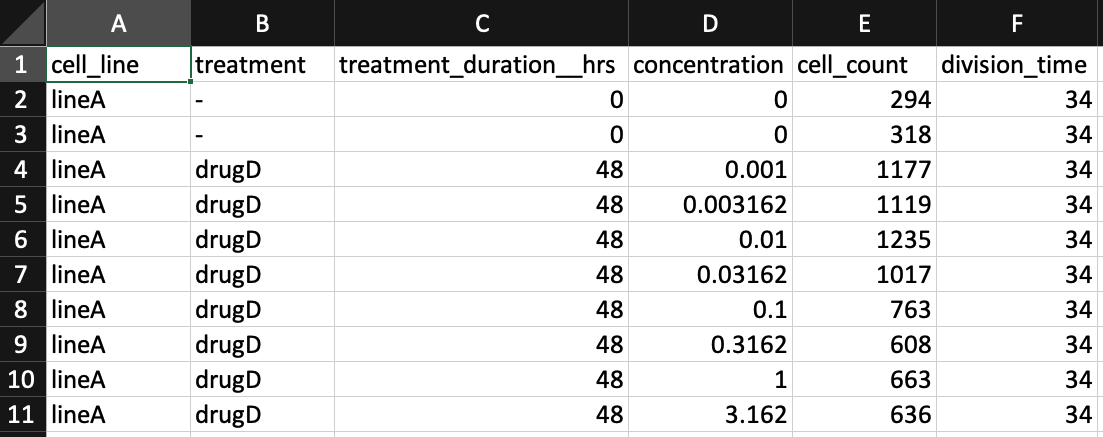 A B C D E F
1 cell_line treatment treatment_duration__hrs concentration cell_count division_time
2 lineA - 0 0 294 34
3 lineA - 0 0 318 34
4 lineA drugD 48 0.001 1177 34
5 lineA drugD 48 0.003162 1119 34
6 lineA drugD 48 0.01 1235 34
7 lineA drugD 48 0.03162 1017 34
8 lineA drugD 48 0.1 763 34
9 lineA drugD 48 0.3162 608 34
10 lineA drugD 48 1 663 34
11 lineA drugD 48 3.162 636 34